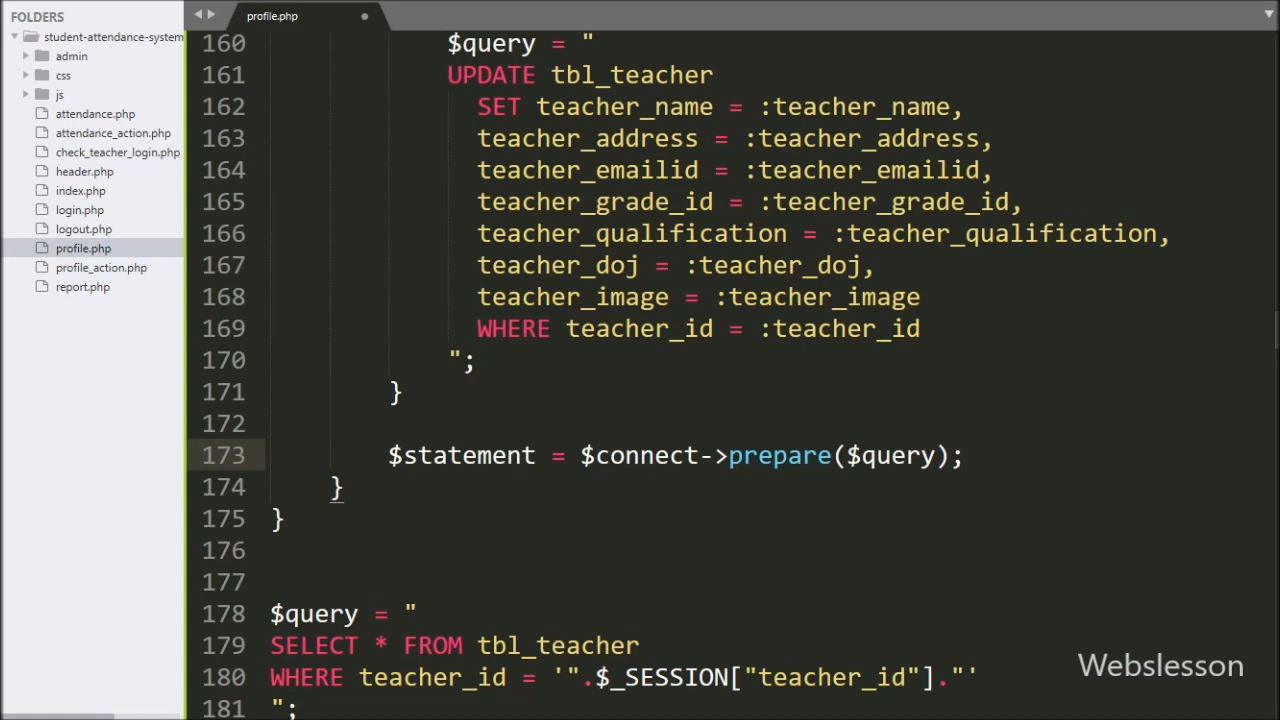 FOLDERS
student-attendance-system
admin
css
js
attendance.php
attendance_action.php
check_teacher_login.php
header.php
index.php
login.php
logout.php
profile.php
profile_action.php
report.php
profile.php
160 $query = "
161 UPDATE tbl_teacher
162 SET teacher_name = :teacher_name,
163 teacher_address = :teacher_address,
164 teacher_emailid = :teacher_emailid,
165 teacher_grade_id = :teacher_grade_id,
166 teacher_qualification = :teacher_qualification,
167 teacher_doj = :teacher_doj,
168 teacher_image = :teacher_image
169 WHERE teacher_id = :teacher_id
170 ";
171 }
172
173 $statement = $connect->prepare($query);
174 }
175 }
176
177
178 $query = "
179 SELECT * FROM tbl_teacher
180 WHERE teacher_id = '".$_SESSION["teacher_id"]."'
181 ";
Webslesson